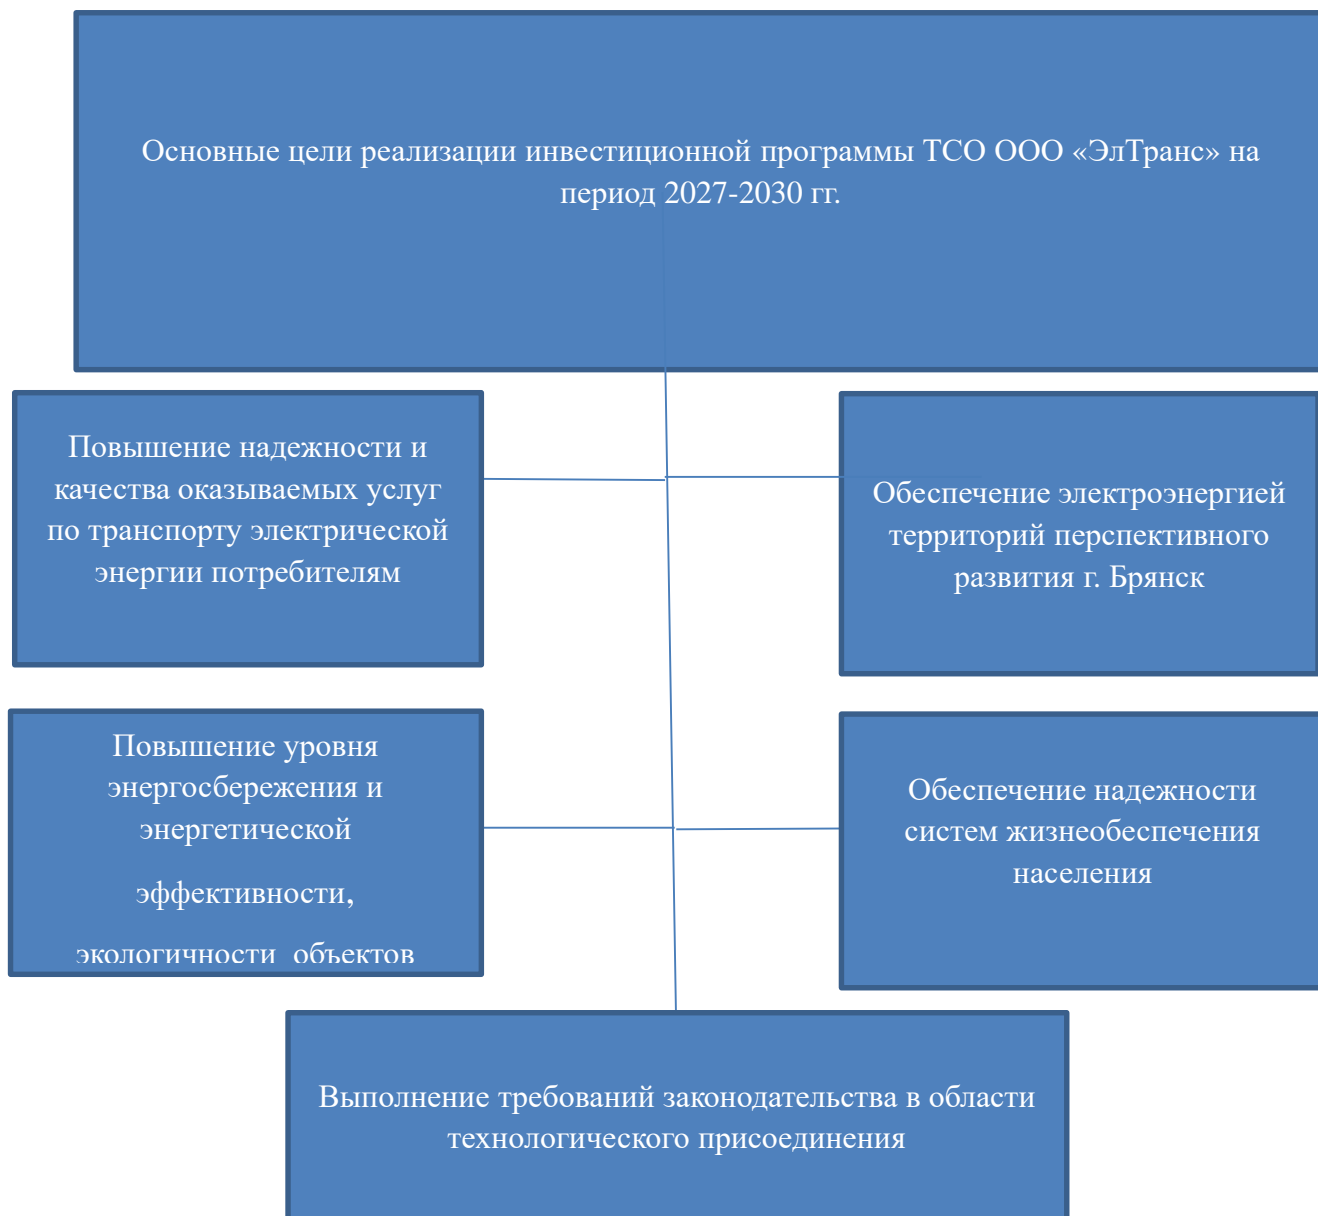 Основные цели реализации инвестиционной программы ТСО ООО «ЭлТранс» на
период 2027-2030 гг.
Повышение надежности и
качества оказываемых услуг
по транспорту электрической
энергии потребителям
Обеспечение электроэнергией
территорий перспективного
развития г. Брянск
Повышение уровня
энергосбережения и
энергетической
эффективности,
экологичности объектов
Обеспечение надежности
систем жизнеобеспечения
населения
Выполнение требований законодательства в области
технологического присоединения